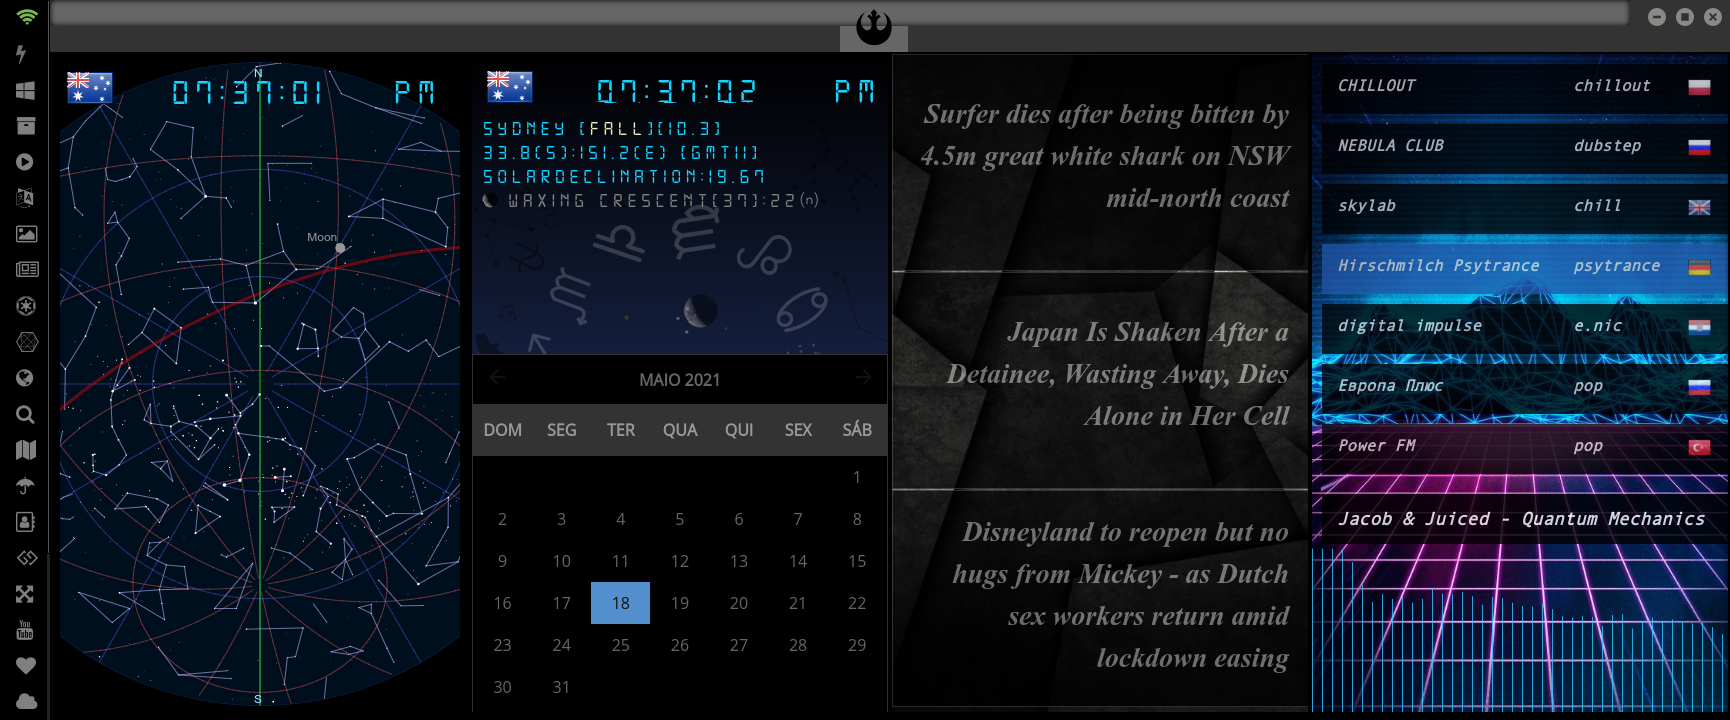 07:37:01 PM
N
Moon
S
07:37:02 PM
SYDNEY [FALL][10.3]
33.8(S):151.2(E) [GMT11]
SOLARDECLINATION:19.67
WAXING CRESCENT[37]:22(n)
MAIO 2021
DOM SEG TER QUA QUI SEX SÁB
1
2 3 4 5 6 7 8
9 10 11 12 13 14 15
16 17 18 19 20 21 22
23 24 25 26 27 28 29
30 31
Surfer dies after being bitten by
4.5m great white shark on NSW
mid-north coast
Japan Is Shaken After a
Detainee, Wasting Away, Dies
Alone in Her Cell
Disneyland to reopen but no
hugs from Mickey - as Dutch
sex workers return amid
lockdown easing
CHILLOUT chillout
NEBULA CLUB dubstep
skylab chill
Hirschmilch Psytrance psytrance
digital impulse e.nic
Европа Плюс pop
Power FM pop
Jacob & Juiced - Quantum Mechanics
You
Tube